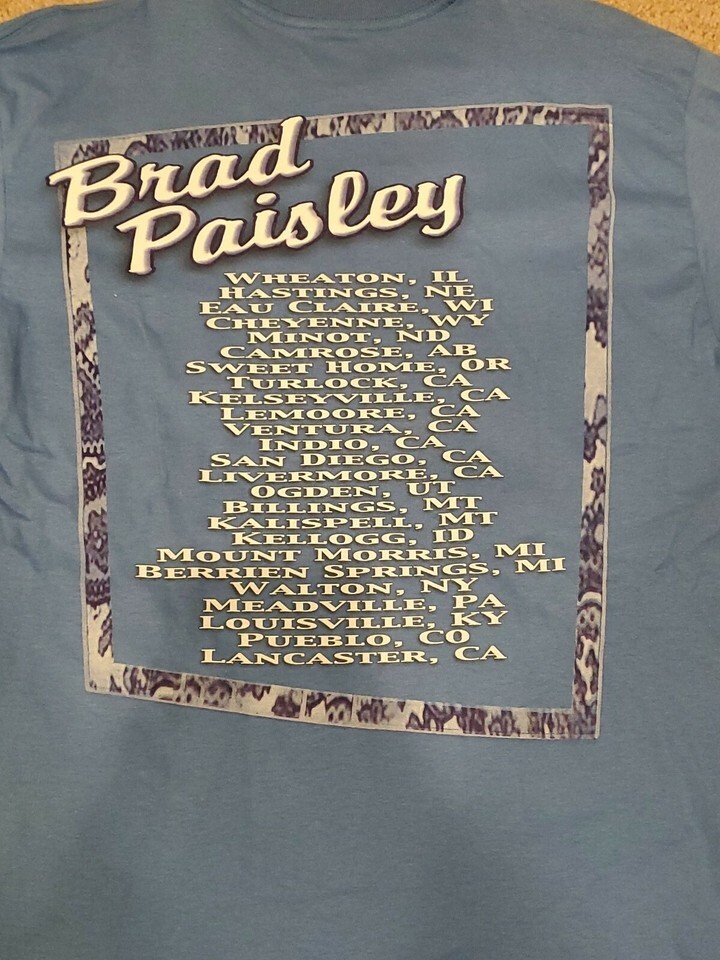 Brad
Paisley
Wheaton, IL
Hastings, NE
Eau Claire, WI
Cheyenne, WY
Minot, ND
Camrose, AB
Sweet Home, OR
Turlock, CA
Kelseyville, CA
Lemoore, CA
Ventura, CA
Indio, CA
San Diego, CA
Livermore, CA
Ogden, UT
Billings, MT
Kalispell, MT
Kellogg, ID
Mount Morris, MI
Berrien Springs, MI
Walton, NY
Meadville, PA
Louisville, KY
Pueblo, CO
Lancaster, CA